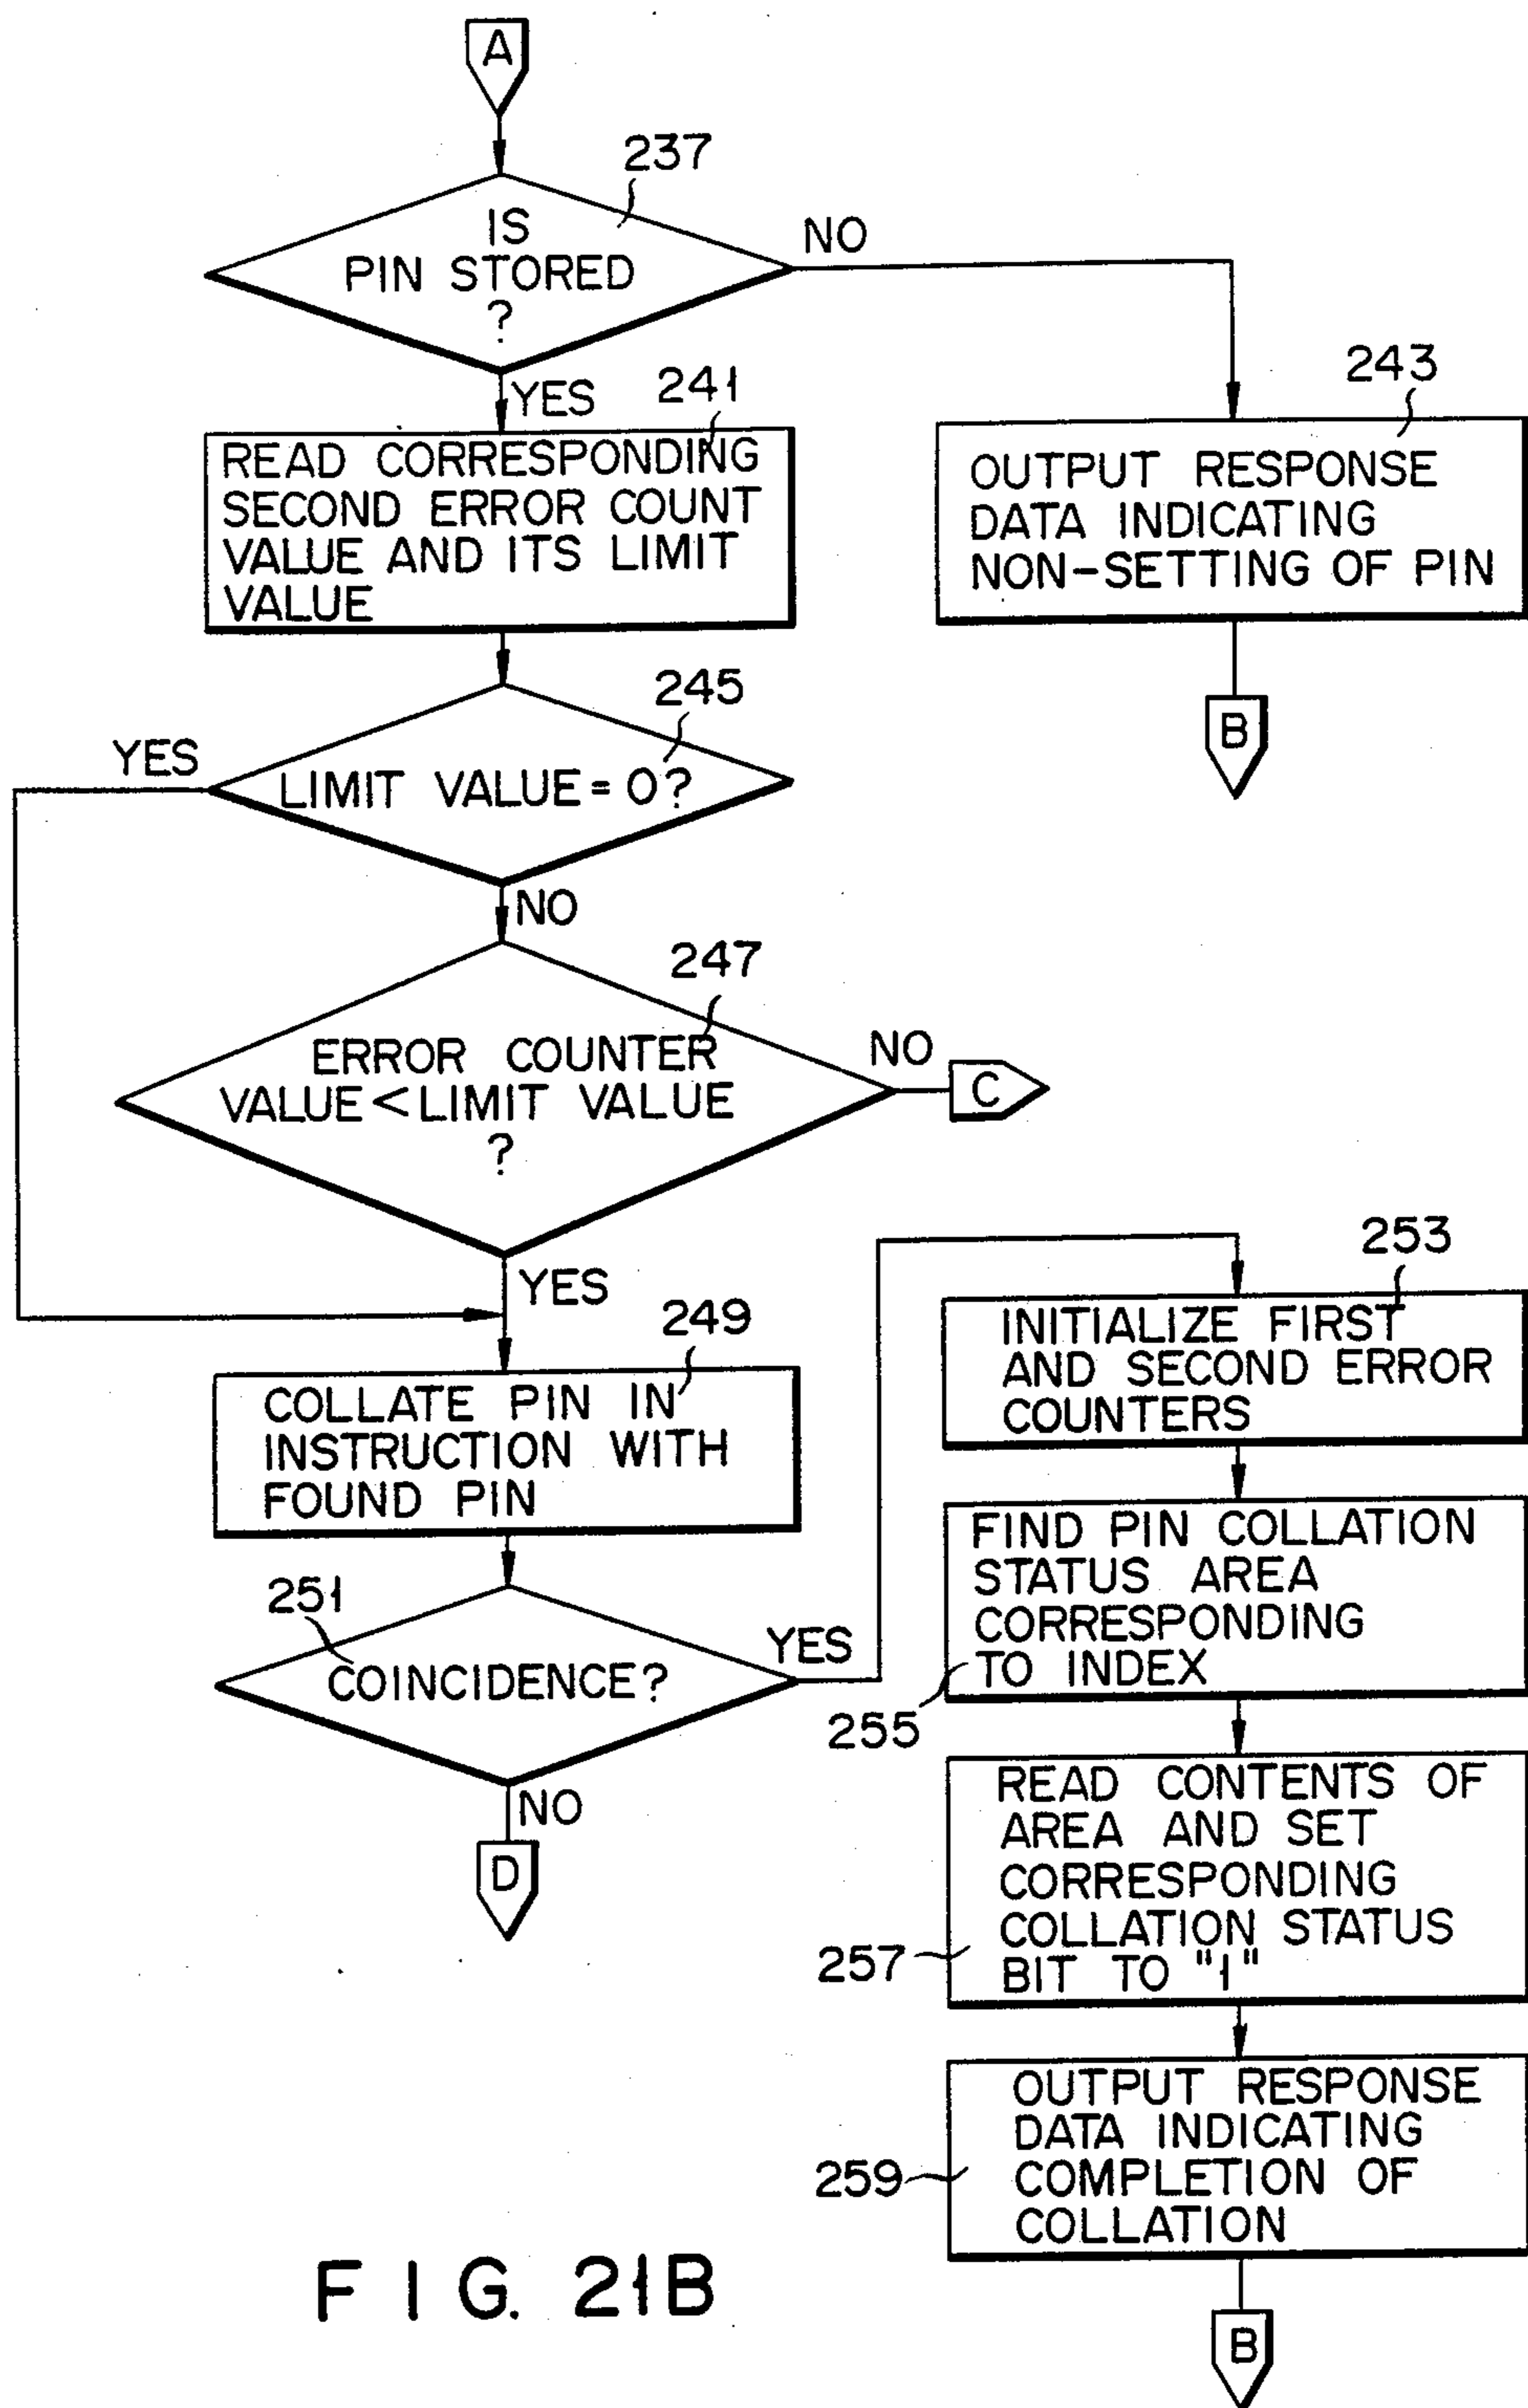 A
237
IS
PIN STORED
?
NO
YES
241
READ CORRESPONDING
SECOND ERROR COUNT
VALUE AND ITS LIMIT
VALUE
243
OUTPUT RESPONSE
DATA INDICATING
NON-SETTING OF PIN
B
245
YES
LIMIT VALUE = 0?
NO
247
ERROR COUNTER
VALUE < LIMIT VALUE
?
NO
C
YES
249
COLLATE PIN IN
INSTRUCTION WITH
FOUND PIN
251
COINCIDENCE?
YES
NO
D
253
INITIALIZE FIRST
AND SECOND ERROR
COUNTERS
FIND PIN COLLATION
STATUS AREA
CORRESPONDING
TO INDEX
255
READ CONTENTS OF
AREA AND SET
CORRESPONDING
COLLATION STATUS
BIT TO "1"
257
OUTPUT RESPONSE
DATA INDICATING
COMPLETION OF
COLLATION
259
B
FIG. 21B